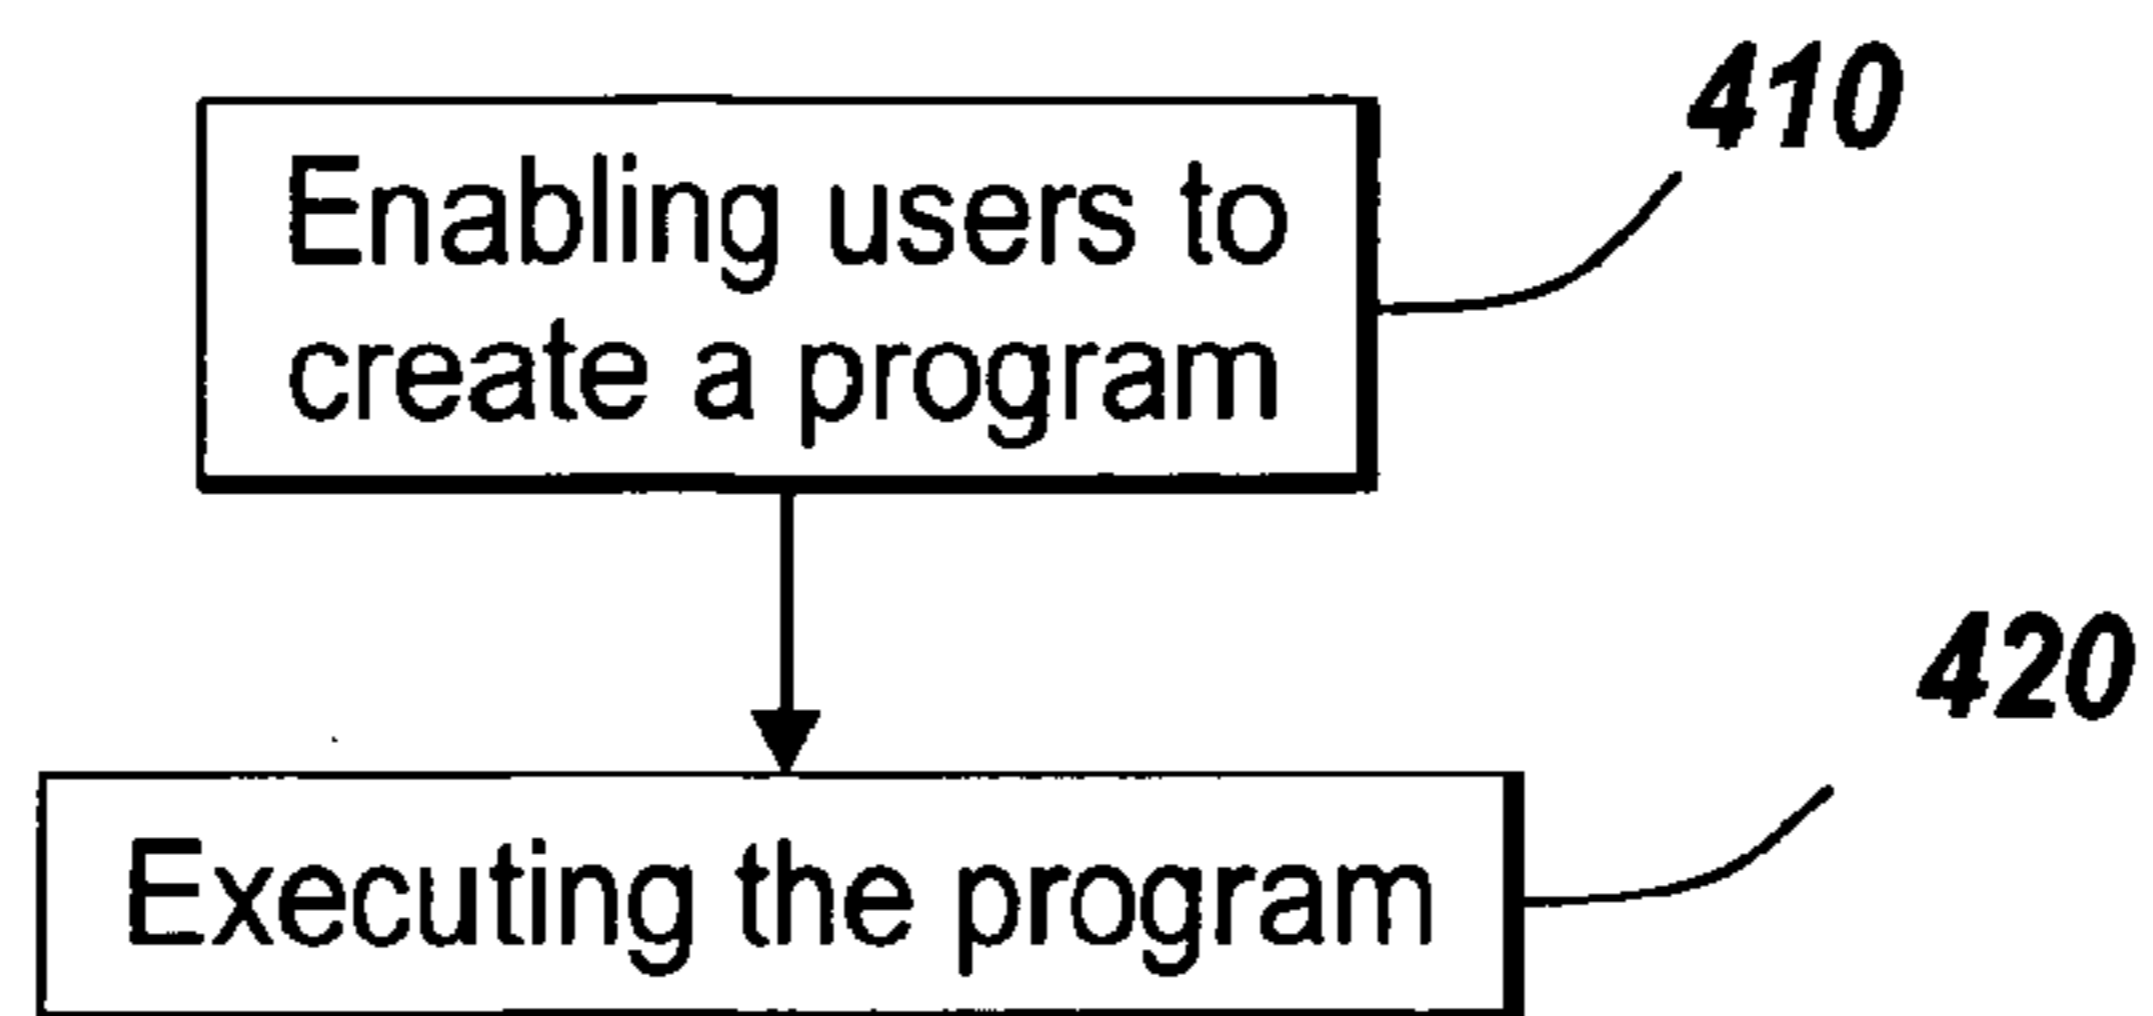 410
Enabling users to
create a program
420
Executing the program